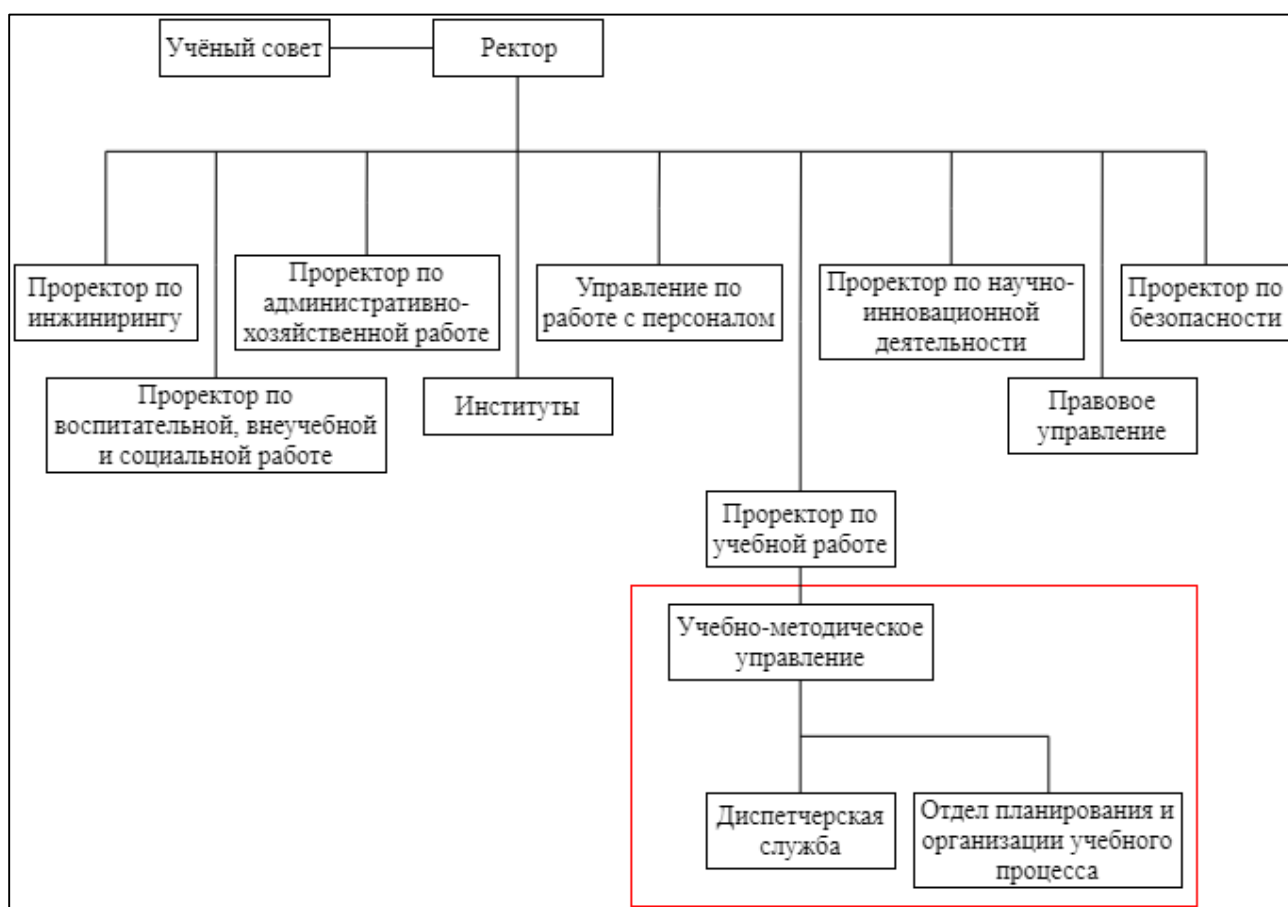 Учёный совет
Ректор
Проректор по
инжинирингу
Проректор по
административно-
хозяйственной работе
Управление по
работе с персоналом
Проректор по научно-
инновационной
деятельности
Проректор по
безопасности
Проректор по
воспитательной, внеучебной
и социальной работе
Институты
Правовое
управление
Проректор по
учебной работе
Учебно-методическое
управление
Диспетчерская
служба
Отдел планирования и
организации учебного
процесса